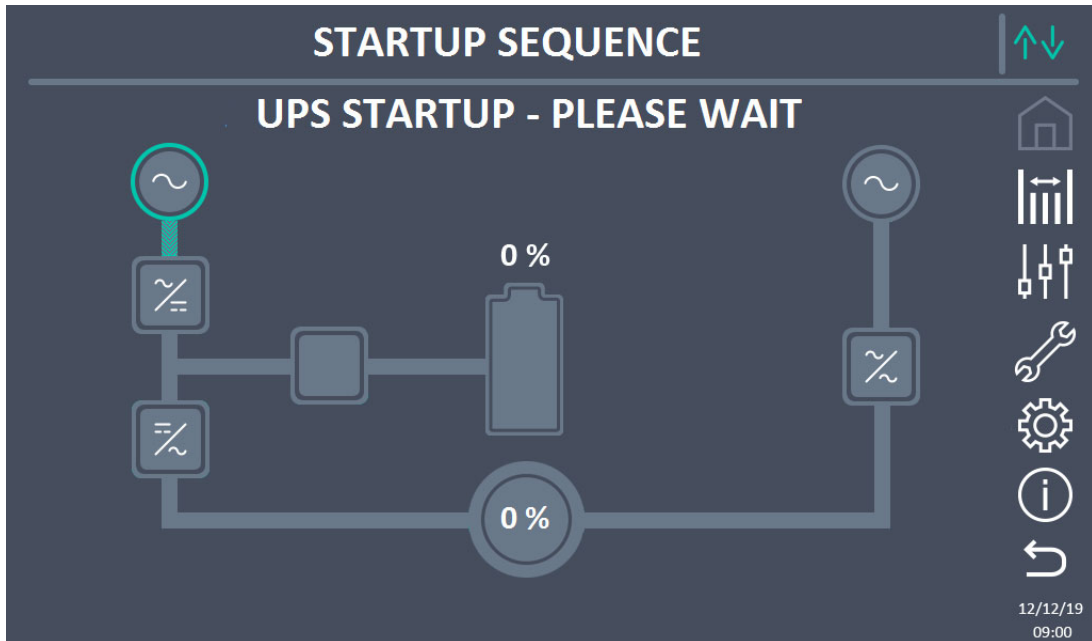 STARTUP SEQUENCE
UPS STARTUP - PLEASE WAIT
0 %
0 %
12/12/19
09:00